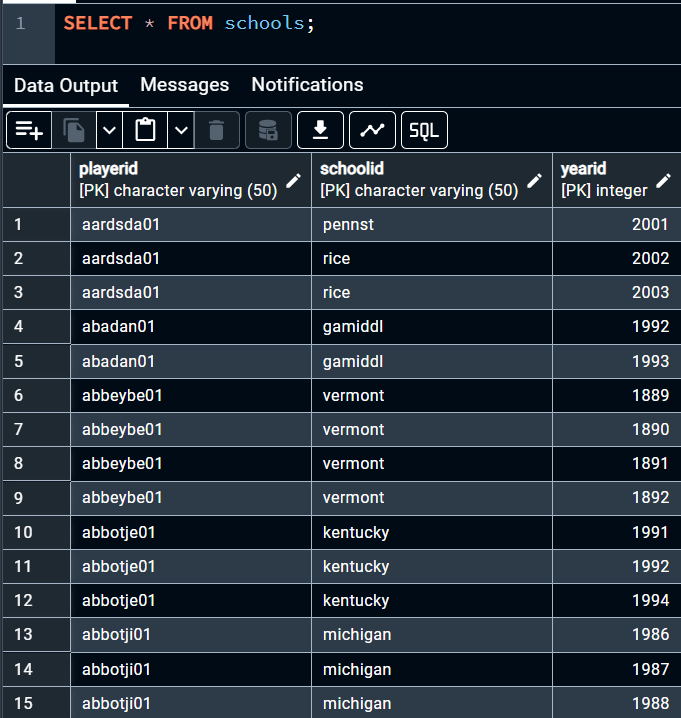 1 SELECT * FROM schools;
Data Output Messages Notifications
SQL
playerid schoolid yearid
[PK] character varying (50) [PK] character varying (50) [PK] integer
1 aardsda01 pennst 2001
2 aardsda01 rice 2002
3 aardsda01 rice 2003
4 abadan01 gamiddl 1992
5 abadan01 gamiddl 1993
6 abbeybe01 vermont 1889
7 abbeybe01 vermont 1890
8 abbeybe01 vermont 1891
9 abbeybe01 vermont 1892
10 abbotje01 kentucky 1991
11 abbotje01 kentucky 1992
12 abbotje01 kentucky 1994
13 abbotji01 michigan 1986
14 abbotji01 michigan 1987
15 abbotji01 michigan 1988